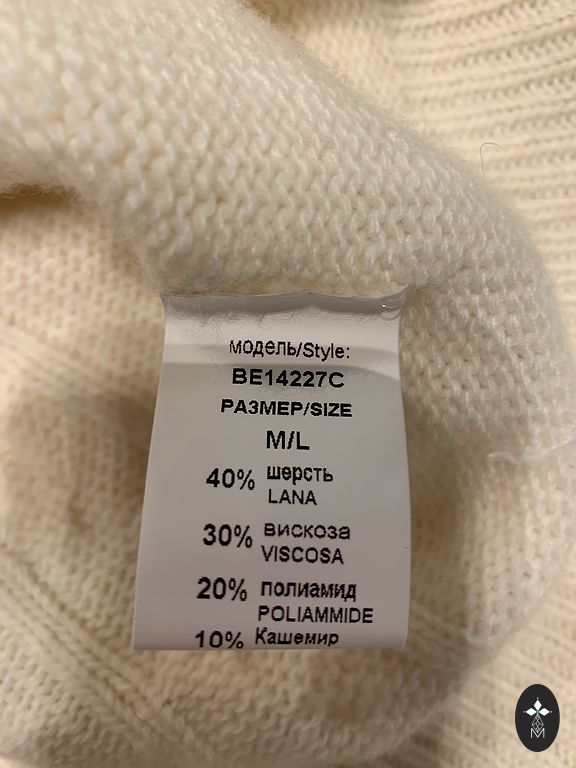 модель/Style:
BE14227C
РАЗМЕР/SIZE
M/L
40% шерсть
LANA
30% вискоза
VISCOSA
20% полиамид
POLIAMMIDE
10% Кашемир
M